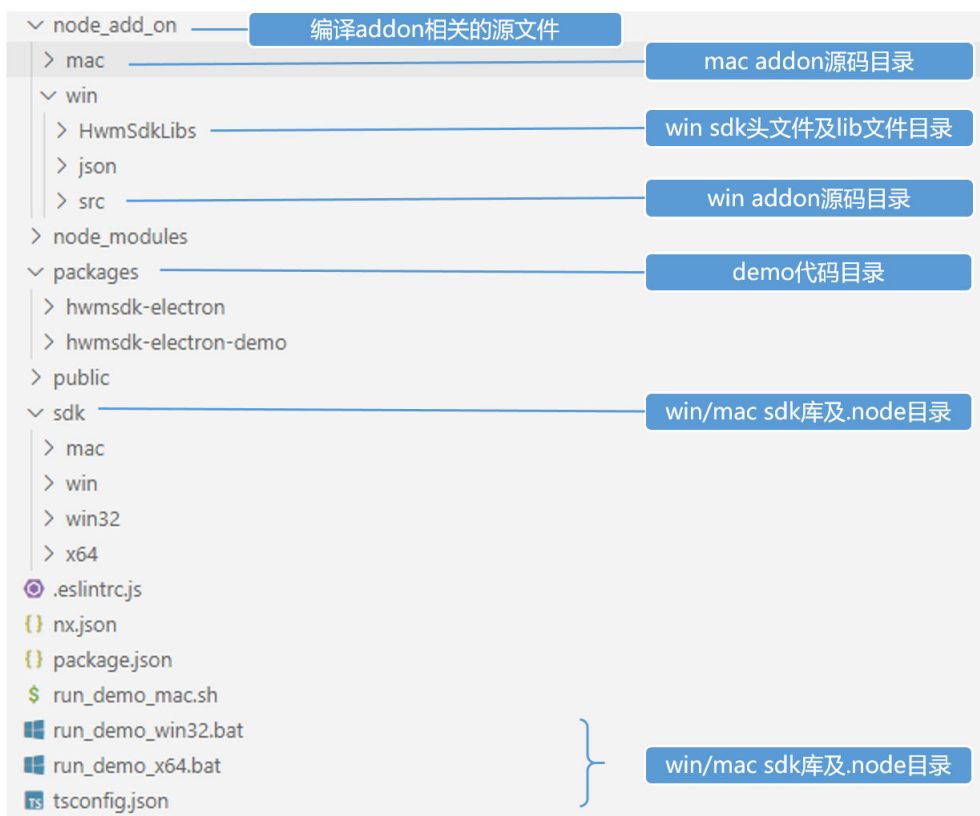 node_add_on 编译addon相关的源文件
mac mac addon源码目录
win
HwmSdkLibs win sdk头文件及lib文件目录
json
src win addon源码目录
node_modules
packages demo代码目录
hwmsdk-electron
hwmsdk-electron-demo
public
sdk win/mac sdk库及.node目录
mac
win
win32
x64
.eslintrc.js
{} nx.json
{} package.json
$ run_demo_mac.sh
run_demo_win32.bat
run_demo_x64.bat win/mac sdk库及.node目录
TS tsconfig.json